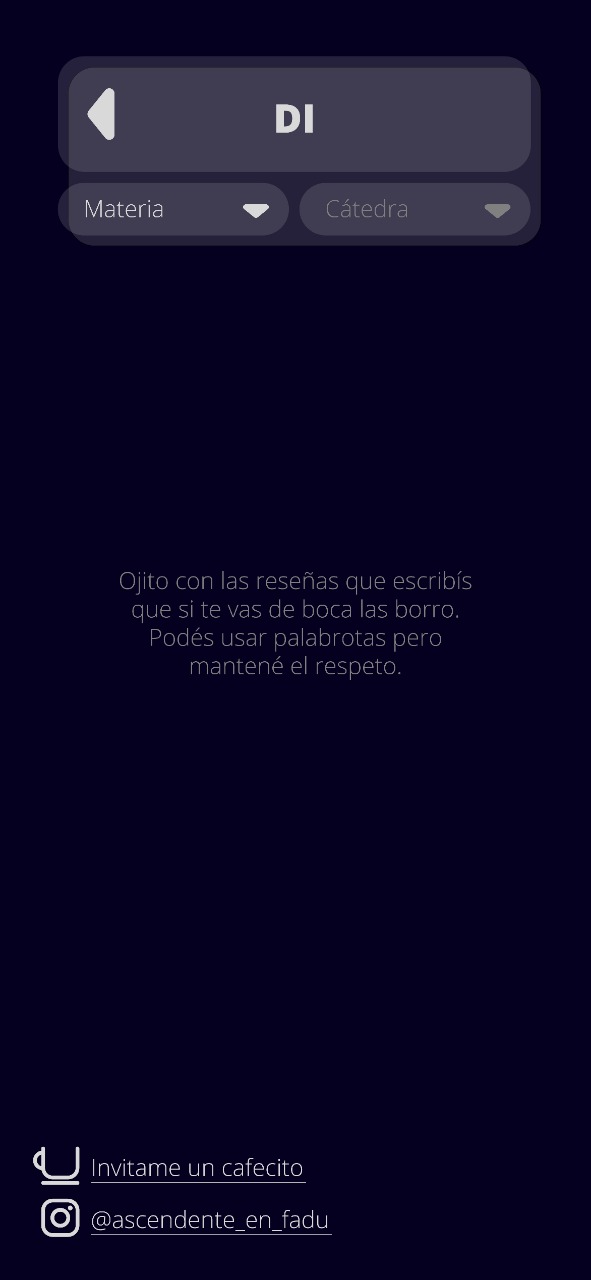 DI
Materia
Cátedra
Ojito con las reseñas que escribís
que si te vas de boca las borro.
Podés usar palabrotas pero
mantené el respeto.
Invitame un cafecito
@ascendente_en_fadu